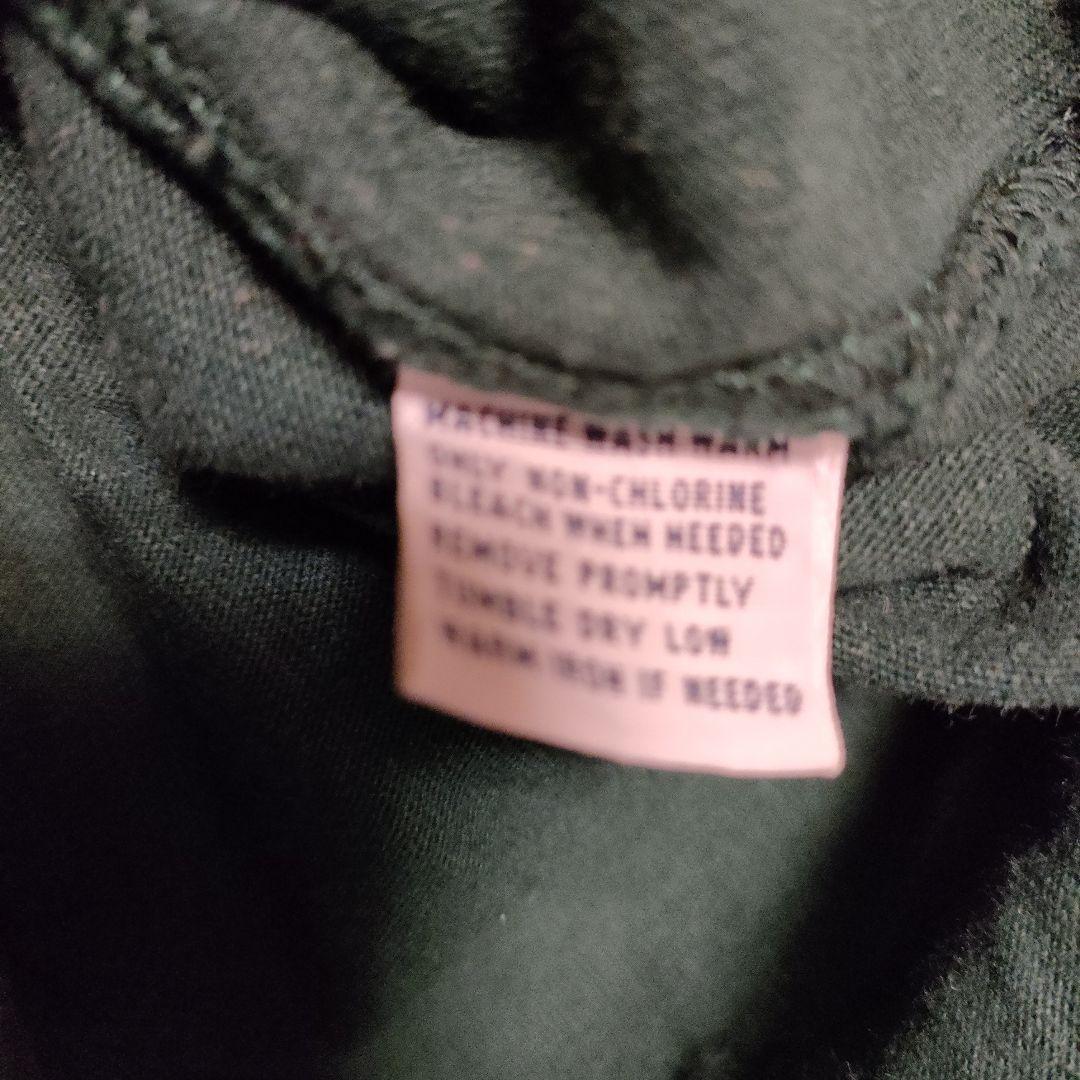 MACHINE WASH WARM
ONLY NON-CHLORINE
BLEACH WHEN NEEDED
REMOVE PROMPTLY
TUMBLE DRY LOW
WARM IRON IF NEEDED